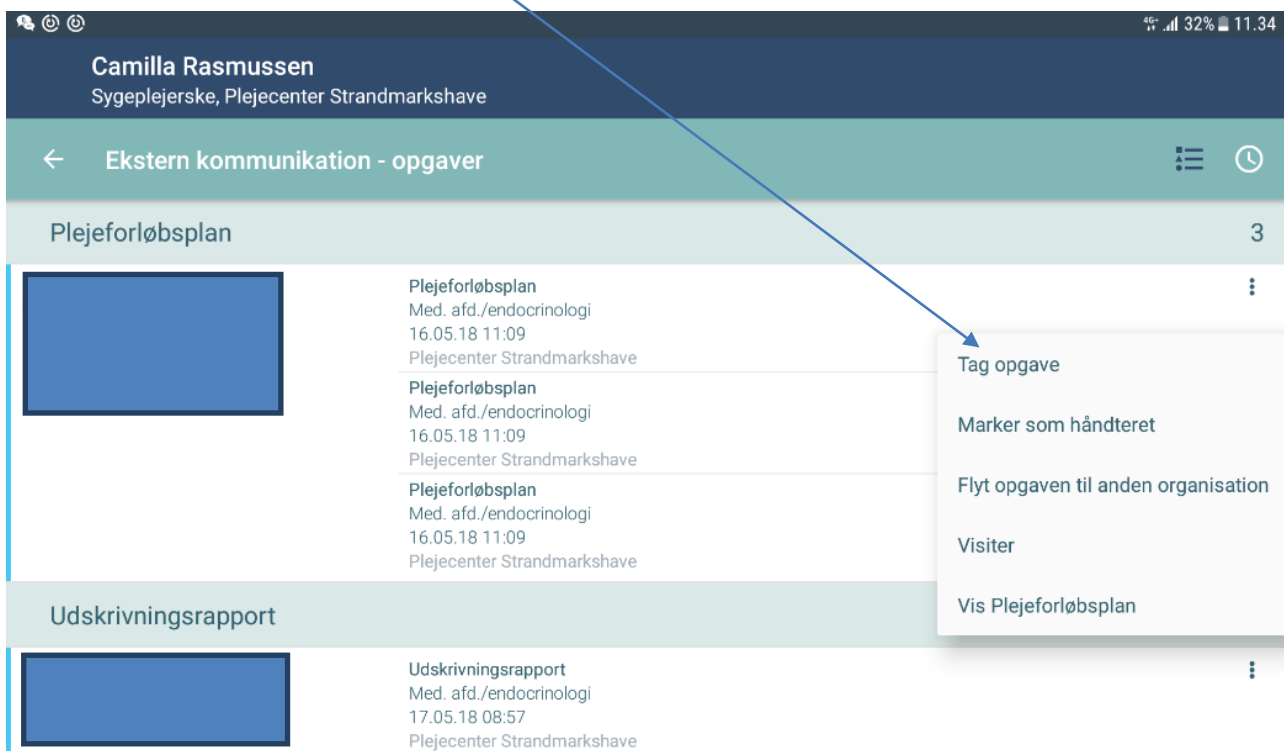 4G+ 32% 11.34
Camilla Rasmussen
Sygeplejerske, Plejecenter Strandmarkshave
Ekstern kommunikation - opgaver
Plejeforløbsplan 3
Plejeforløbsplan
Med. afd./endocrinologi
16.05.18 11:09
Plejecenter Strandmarkshave
Plejeforløbsplan
Med. afd./endocrinologi
16.05.18 11:09
Plejecenter Strandmarkshave
Plejeforløbsplan
Med. afd./endocrinologi
16.05.18 11:09
Plejecenter Strandmarkshave
Tag opgave
Marker som håndteret
Flyt opgaven til anden organisation
Visiter
Vis Plejeforløbsplan
Udskrivningsrapport
Udskrivningsrapport
Med. afd./endocrinologi
17.05.18 08:57
Plejecenter Strandmarkshave